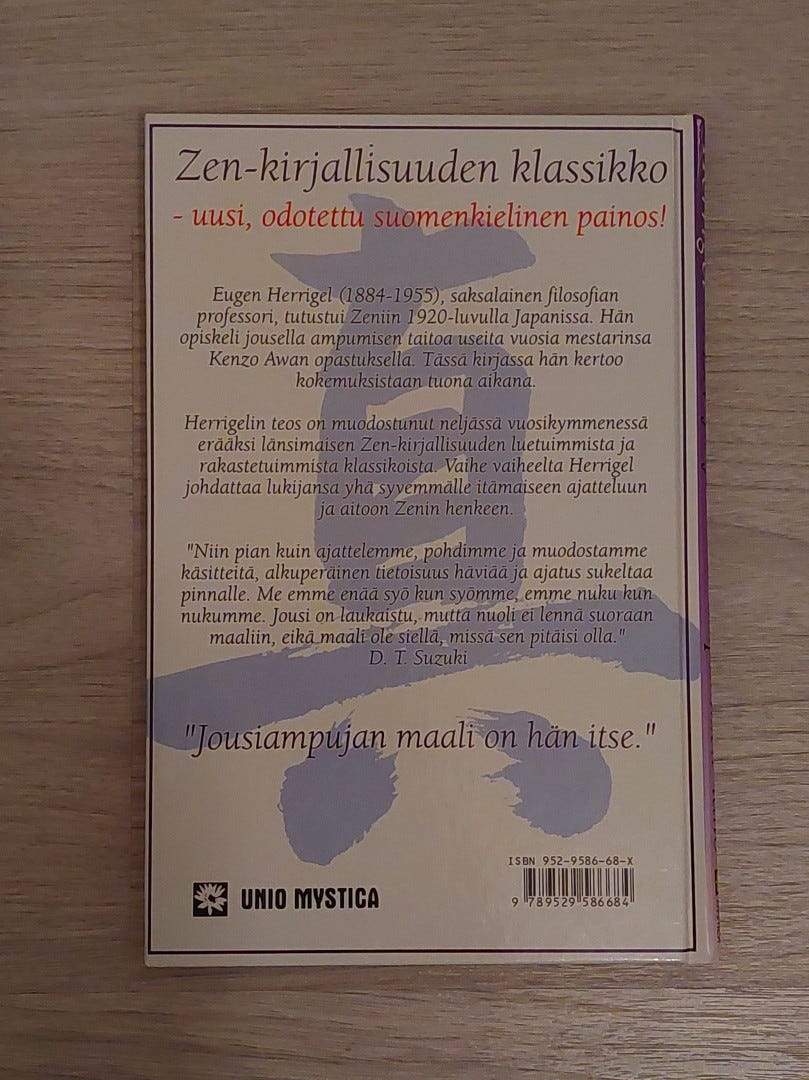 Zen-kirjallisuuden klassikko
- uusi, odotettu suomenkielinen painos!
Eugen Herrigel (1884-1955), saksalainen filosofian
professori, tutustui Zeniin 1920-luvulla Japanissa. Hän
opiskeli jousella ampumisen taitoa useita vuosia mestarinsa
Kenzo Awan opastuksella. Tässä kirjassa hän kertoo
kokemuksistaan tuona aikana.
Herrigelin teos on muodostunut neljässä vuosikymmenessä
erääksi länsimaisen Zen-kirjallisuuden luetuimmista ja
rakastetuimmista klassikoista. Vaihe vaiheelta Herrigel
johdattaa lukijansa yhä syvemmälle itämaiseen ajatteluun
ja aitoon Zenin henkeen.
"Niin pian kuin ajattelemme, pohdimme ja muodostamme
käsitteitä, alkuperäinen tietoisuus häviää ja ajatus sukeltaa
pinnalle. Me emme enää syö kun syömme, emme nuku kun
nukumme. Jousi on laukaistu, mutta nuoli ei lennä suoraan
maaliin, eikä maali ole siellä, missä sen pitäisi olla."
D. T. Suzuki
"Jousiampujan maali on hän itse."
ISBN 952-9586-68-X
9 789529 586684
UNIO MYSTICA